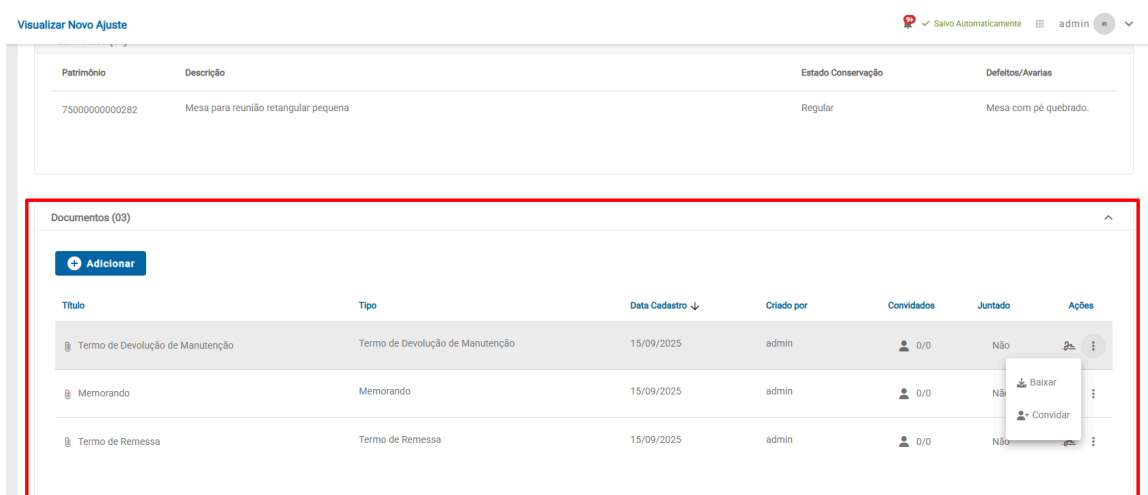 Visualizar Novo Ajuste
9+ Salvo Automaticamente admin
Patrimônio Descrição Estado Conservação Defeitos/Avarias
75000000000282 Mesa para reunião retangular pequena Regular Mesa com pé quebrado.
Documentos (03)
Adicionar
Título Tipo Data Cadastro Criado por Convidados Juntado Ações
Termo de Devolução de Manutenção Termo de Devolução de Manutenção 15/09/2025 admin 0/0 Não
Baixar
Memorando Memorando 15/09/2025 admin 0/0
Convidar
Termo de Remessa Termo de Remessa 15/09/2025 admin 0/0 Não